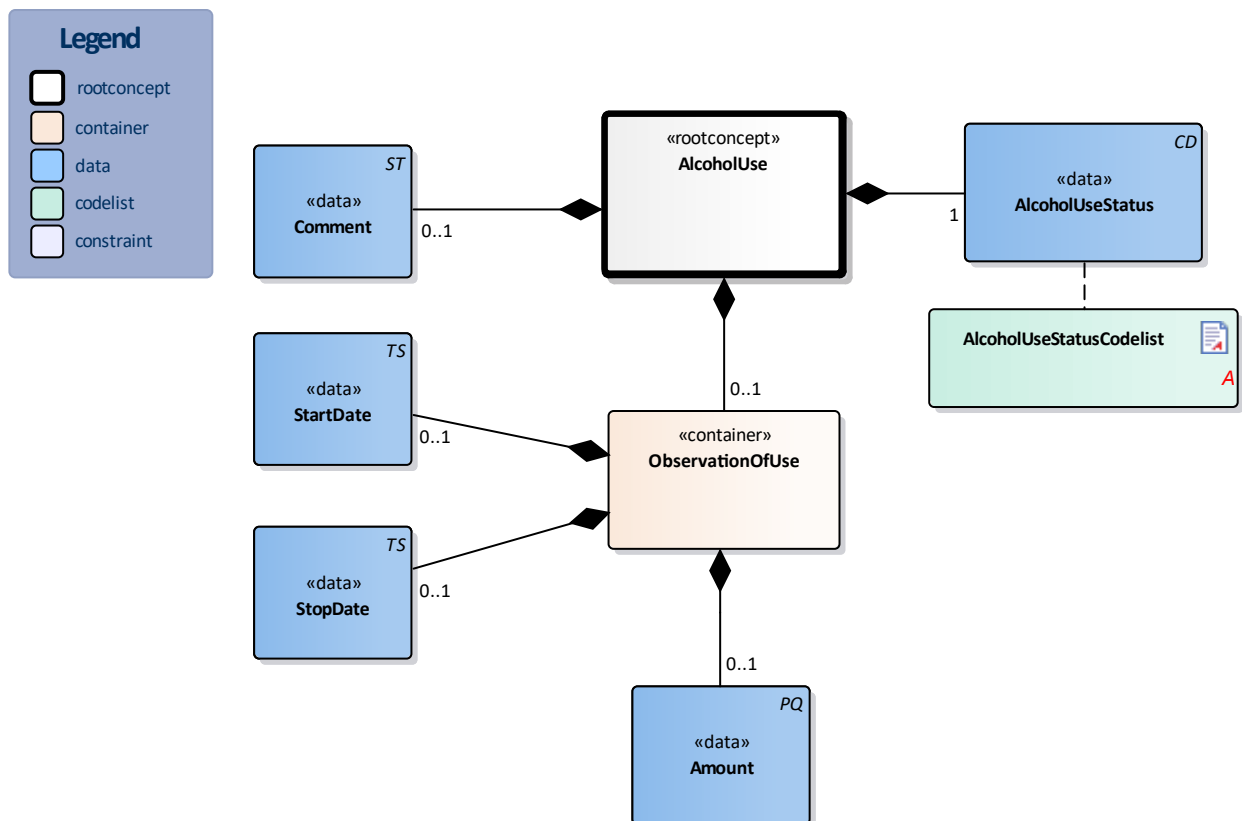 Legend
rootconcept
container
data
codelist
constraint
«rootconcept»
AlcoholUse
ST
«data»
Comment
0..1
CD
«data»
AlcoholUseStatus
1
AlcoholUseStatusCodelist
A
0..1
TS
«data»
StartDate
0..1
«container»
ObservationOfUse
TS
«data»
StopDate
0..1
0..1
PQ
«data»
Amount